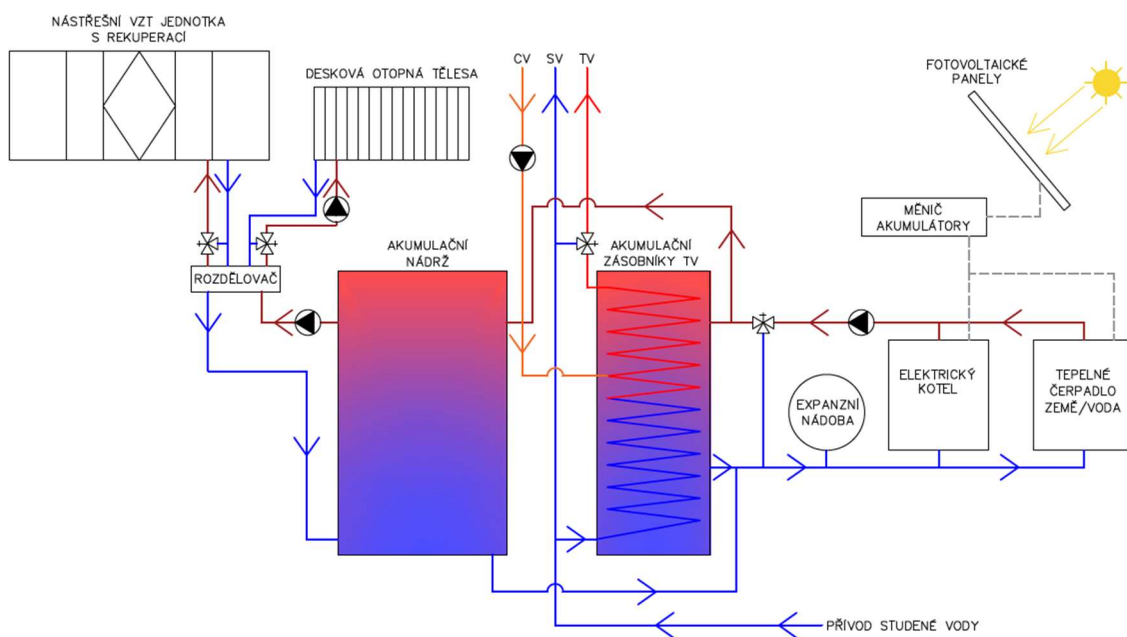 NÁSTŘEŠNÍ VZT JEDNOTKA
S REKUPERACÍ
DESKOVÁ OTOPNÁ TĚLESA
CV
SV
TV
FOTOVOLTAICKÉ
PANELY
MĚNIČ
AKUMULÁTORY
AKUMULAČNÍ
NÁDRŽ
AKUMULAČNÍ
ZÁSOBNÍKY TV
ROZDĚLOVAČ
EXPANZNÍ
NÁDOBA
ELEKTRICKÝ
KOTEL
TEPELNÉ
ČERPADLO
ZEMĚ/VODA
PŘÍVOD STUDENÉ VODY